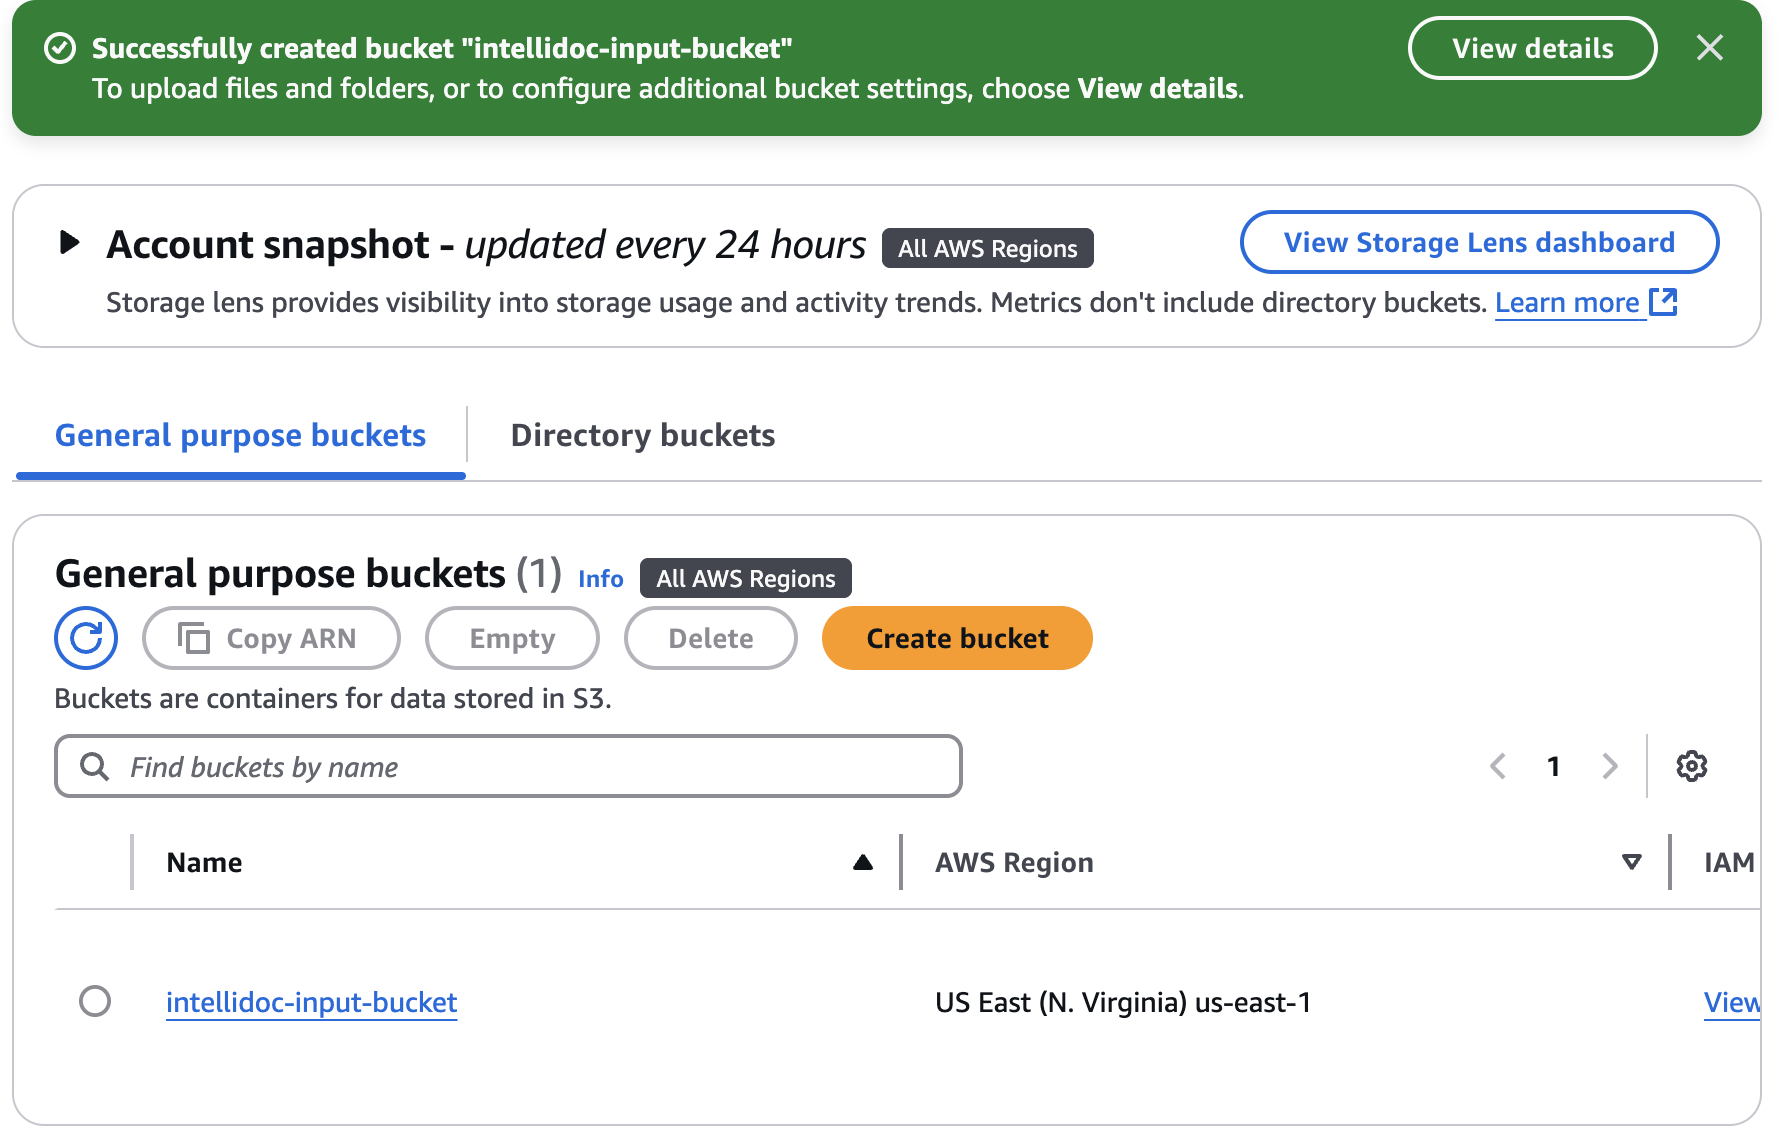 Successfully created bucket "intellidoc-input-bucket"
To upload files and folders, or to configure additional bucket settings, choose View details.
View details
Account snapshot - updated every 24 hours All AWS Regions
View Storage Lens dashboard
Storage lens provides visibility into storage usage and activity trends. Metrics don't include directory buckets. Learn more
General purpose buckets
Directory buckets
General purpose buckets (1) Info All AWS Regions
Copy ARN
Empty
Delete
Create bucket
Buckets are containers for data stored in S3.
Find buckets by name
1
Name
AWS Region
IAM
intellidoc-input-bucket
US East (N. Virginia) us-east-1
View